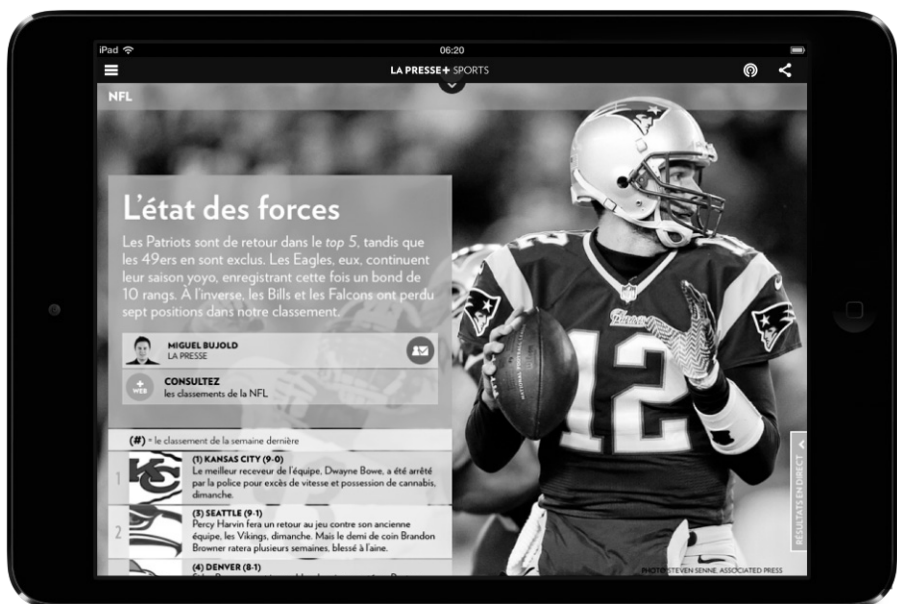 iPad
06:20
LA PRESSE+ SPORTS
NFL
L'état des forces
Les Patriots sont de retour dans le top 5, tandis que
les 49ers en sont exclus. Les Eagles, eux, continuent
leur saison yoyo, enregistrant cette fois un bond de
10 rangs. À l'inverse, les Bills et les Falcons ont perdu
sept positions dans notre classement.
MIGUEL BUJOLD
LA PRESSE
+
WEB
CONSULTEZ
les classements de la NFL
(#) = le classement de la semaine dernière
1
KC
(1) KANSAS CITY (9-0)
Le meilleur receveur de l'équipe, Dwayne Bowe, a été arrêté
par la police pour excès de vitesse et possession de cannabis,
dimanche.
2
(3) SEATTLE (9-1)
Percy Harvin fera un retour au jeu contre son ancienne
équipe, les Vikings, dimanche. Mais le demi de coin Brandon
Browner ratera plusieurs semaines, blessé à l'aine.
(4) DENVER (8-1)
12
12
Patriots
NFL
RÉSULTATS EN DIRECT
PHOTO STEVEN SENNE, ASSOCIATED PRESS